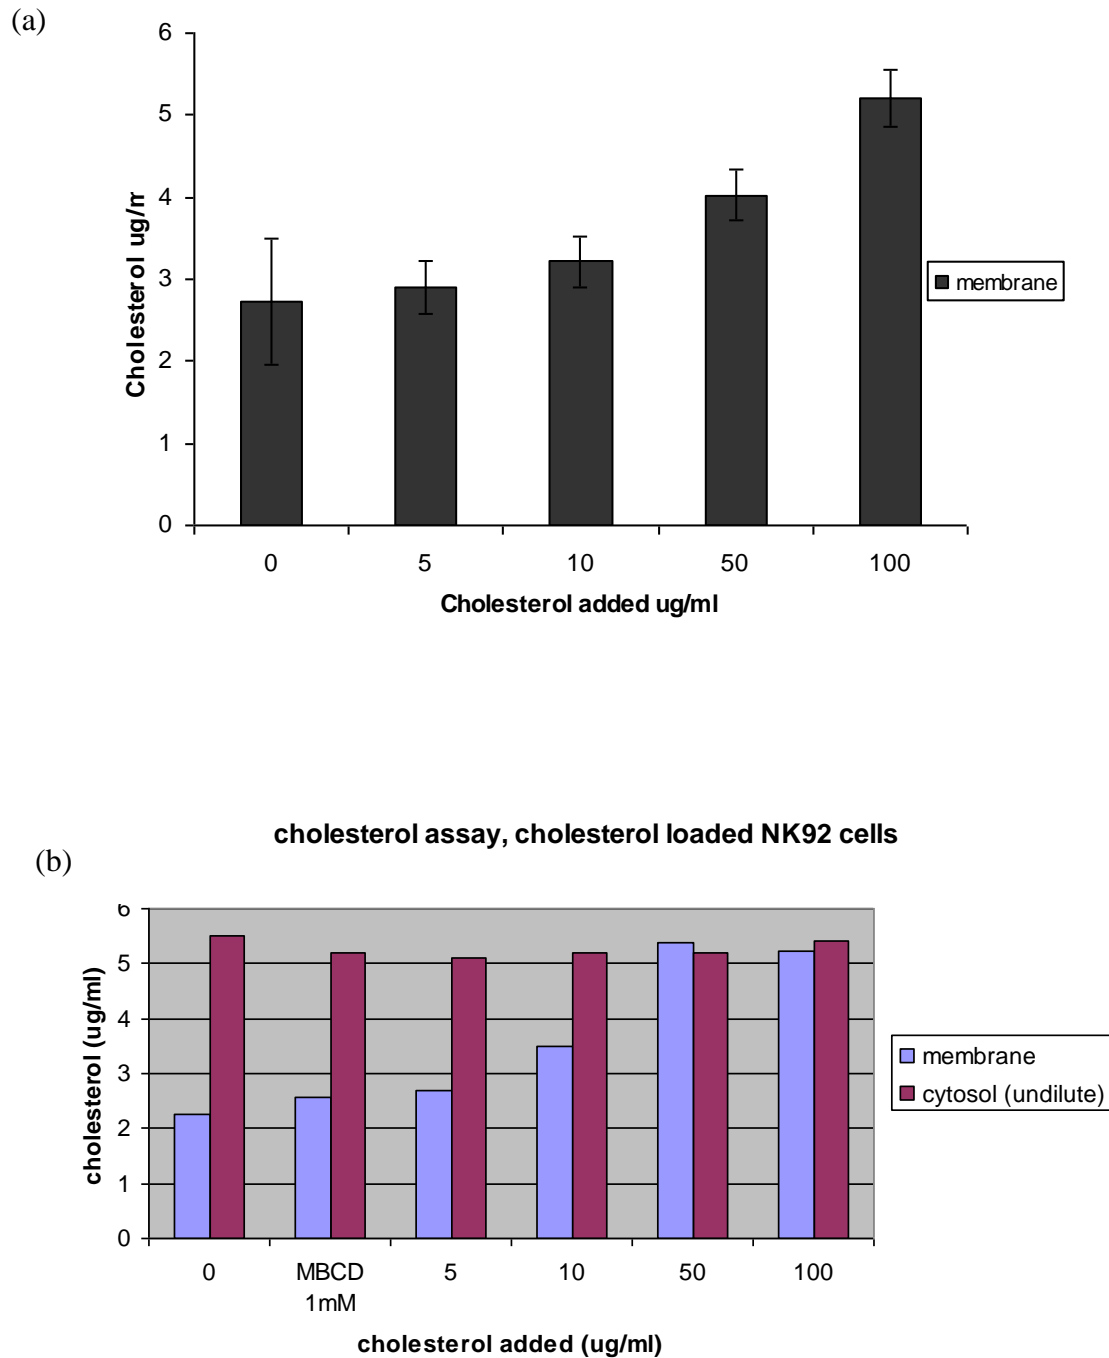 (a)
6
5
4
3
2
1
0
Cholesterol ug/m
membrane
0 5 10 50 100
Cholesterol added ug/ml
cholesterol assay, cholesterol loaded NK92 cells
(b)
6
5
4
3
2
1
0
cholesterol (ug/ml)
membrane
cytosol (undilute)
0 MBCD 5 10 50 100
1mM
cholesterol added (ug/ml)